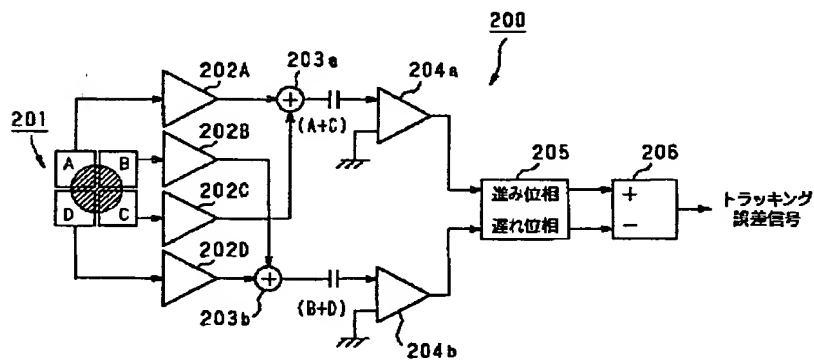 200
201
202A
202B
202C
202D
203a
203b
204a
204b
205
206
A
B
D
C
+
+
(A+C)
(B+D)
進み位相
遅れ位相
+
−
トラッキング
誤差信号